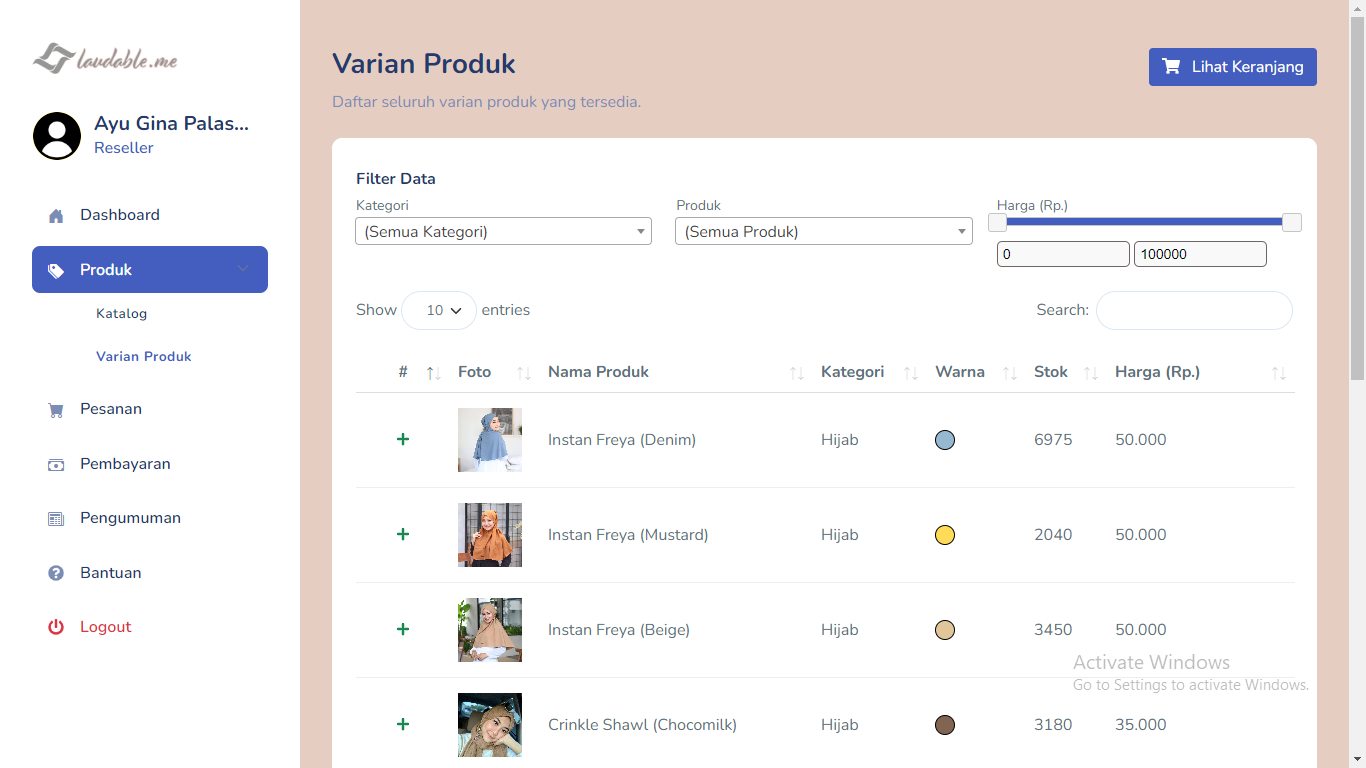 laudable.me
Ayu Gina Palas...
Reseller
Dashboard
Produk
Katalog
Varian Produk
Pesanan
Pembayaran
Pengumuman
Bantuan
Logout
Varian Produk
Lihat Keranjang
Daftar seluruh varian produk yang tersedia.
Filter Data
Kategori Produk Harga (Rp.)
(Semua Kategori) (Semua Produk)
0 100000
Show 10 entries Search:
# Foto Nama Produk Kategori Warna Stok Harga (Rp.)
+ Instan Freya (Denim) Hijab 6975 50.000
+ Instan Freya (Mustard) Hijab 2040 50.000
+ Instan Freya (Beige) Hijab 3450 50.000
Activate Windows
Go to Settings to activate Windows.
+ Crinkle Shawl (Chocomilk) Hijab 3180 35.000